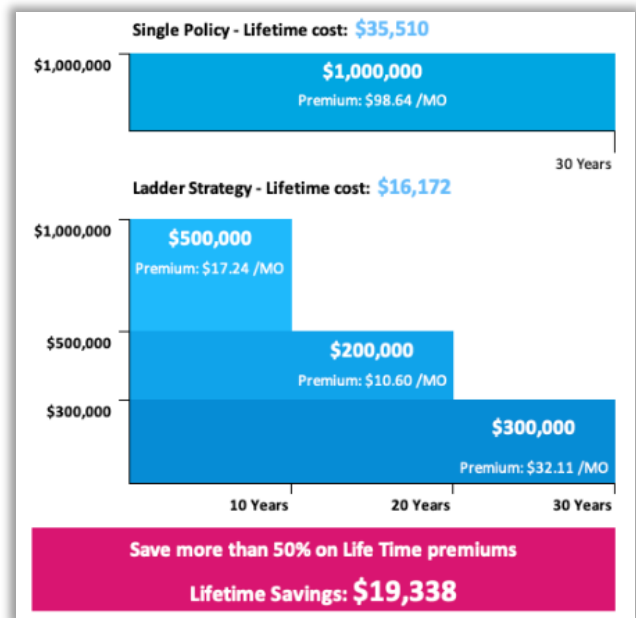 Single Policy - Lifetime cost: $35,510
$1,000,000
$1,000,000
Premium: $98.64 /MO
30 Years
Ladder Strategy - Lifetime cost: $16,172
$1,000,000
$500,000
Premium: $17.24 /MO
$500,000
$200,000
Premium: $10.60 /MO
$300,000
$300,000
Premium: $32.11 /MO
10 Years
20 Years
30 Years
Save more than 50% on Life Time premiums
Lifetime Savings: $19,338